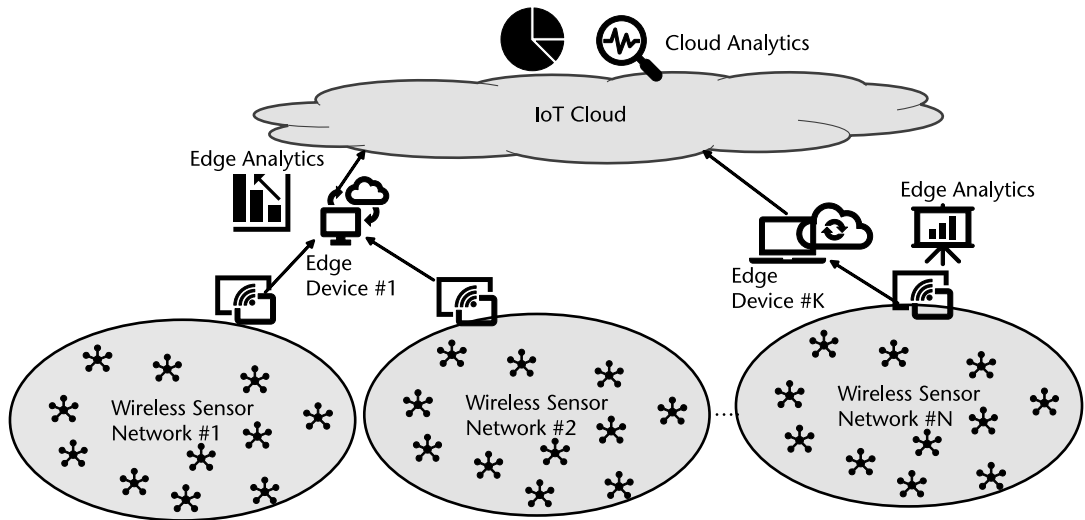 Cloud Analytics
IoT Cloud
Edge Analytics
Edge Analytics
Edge
Device #1
Edge
Device #K
Wireless Sensor
Network #1
Wireless Sensor
Network #2
....
Wireless Sensor
Network #N